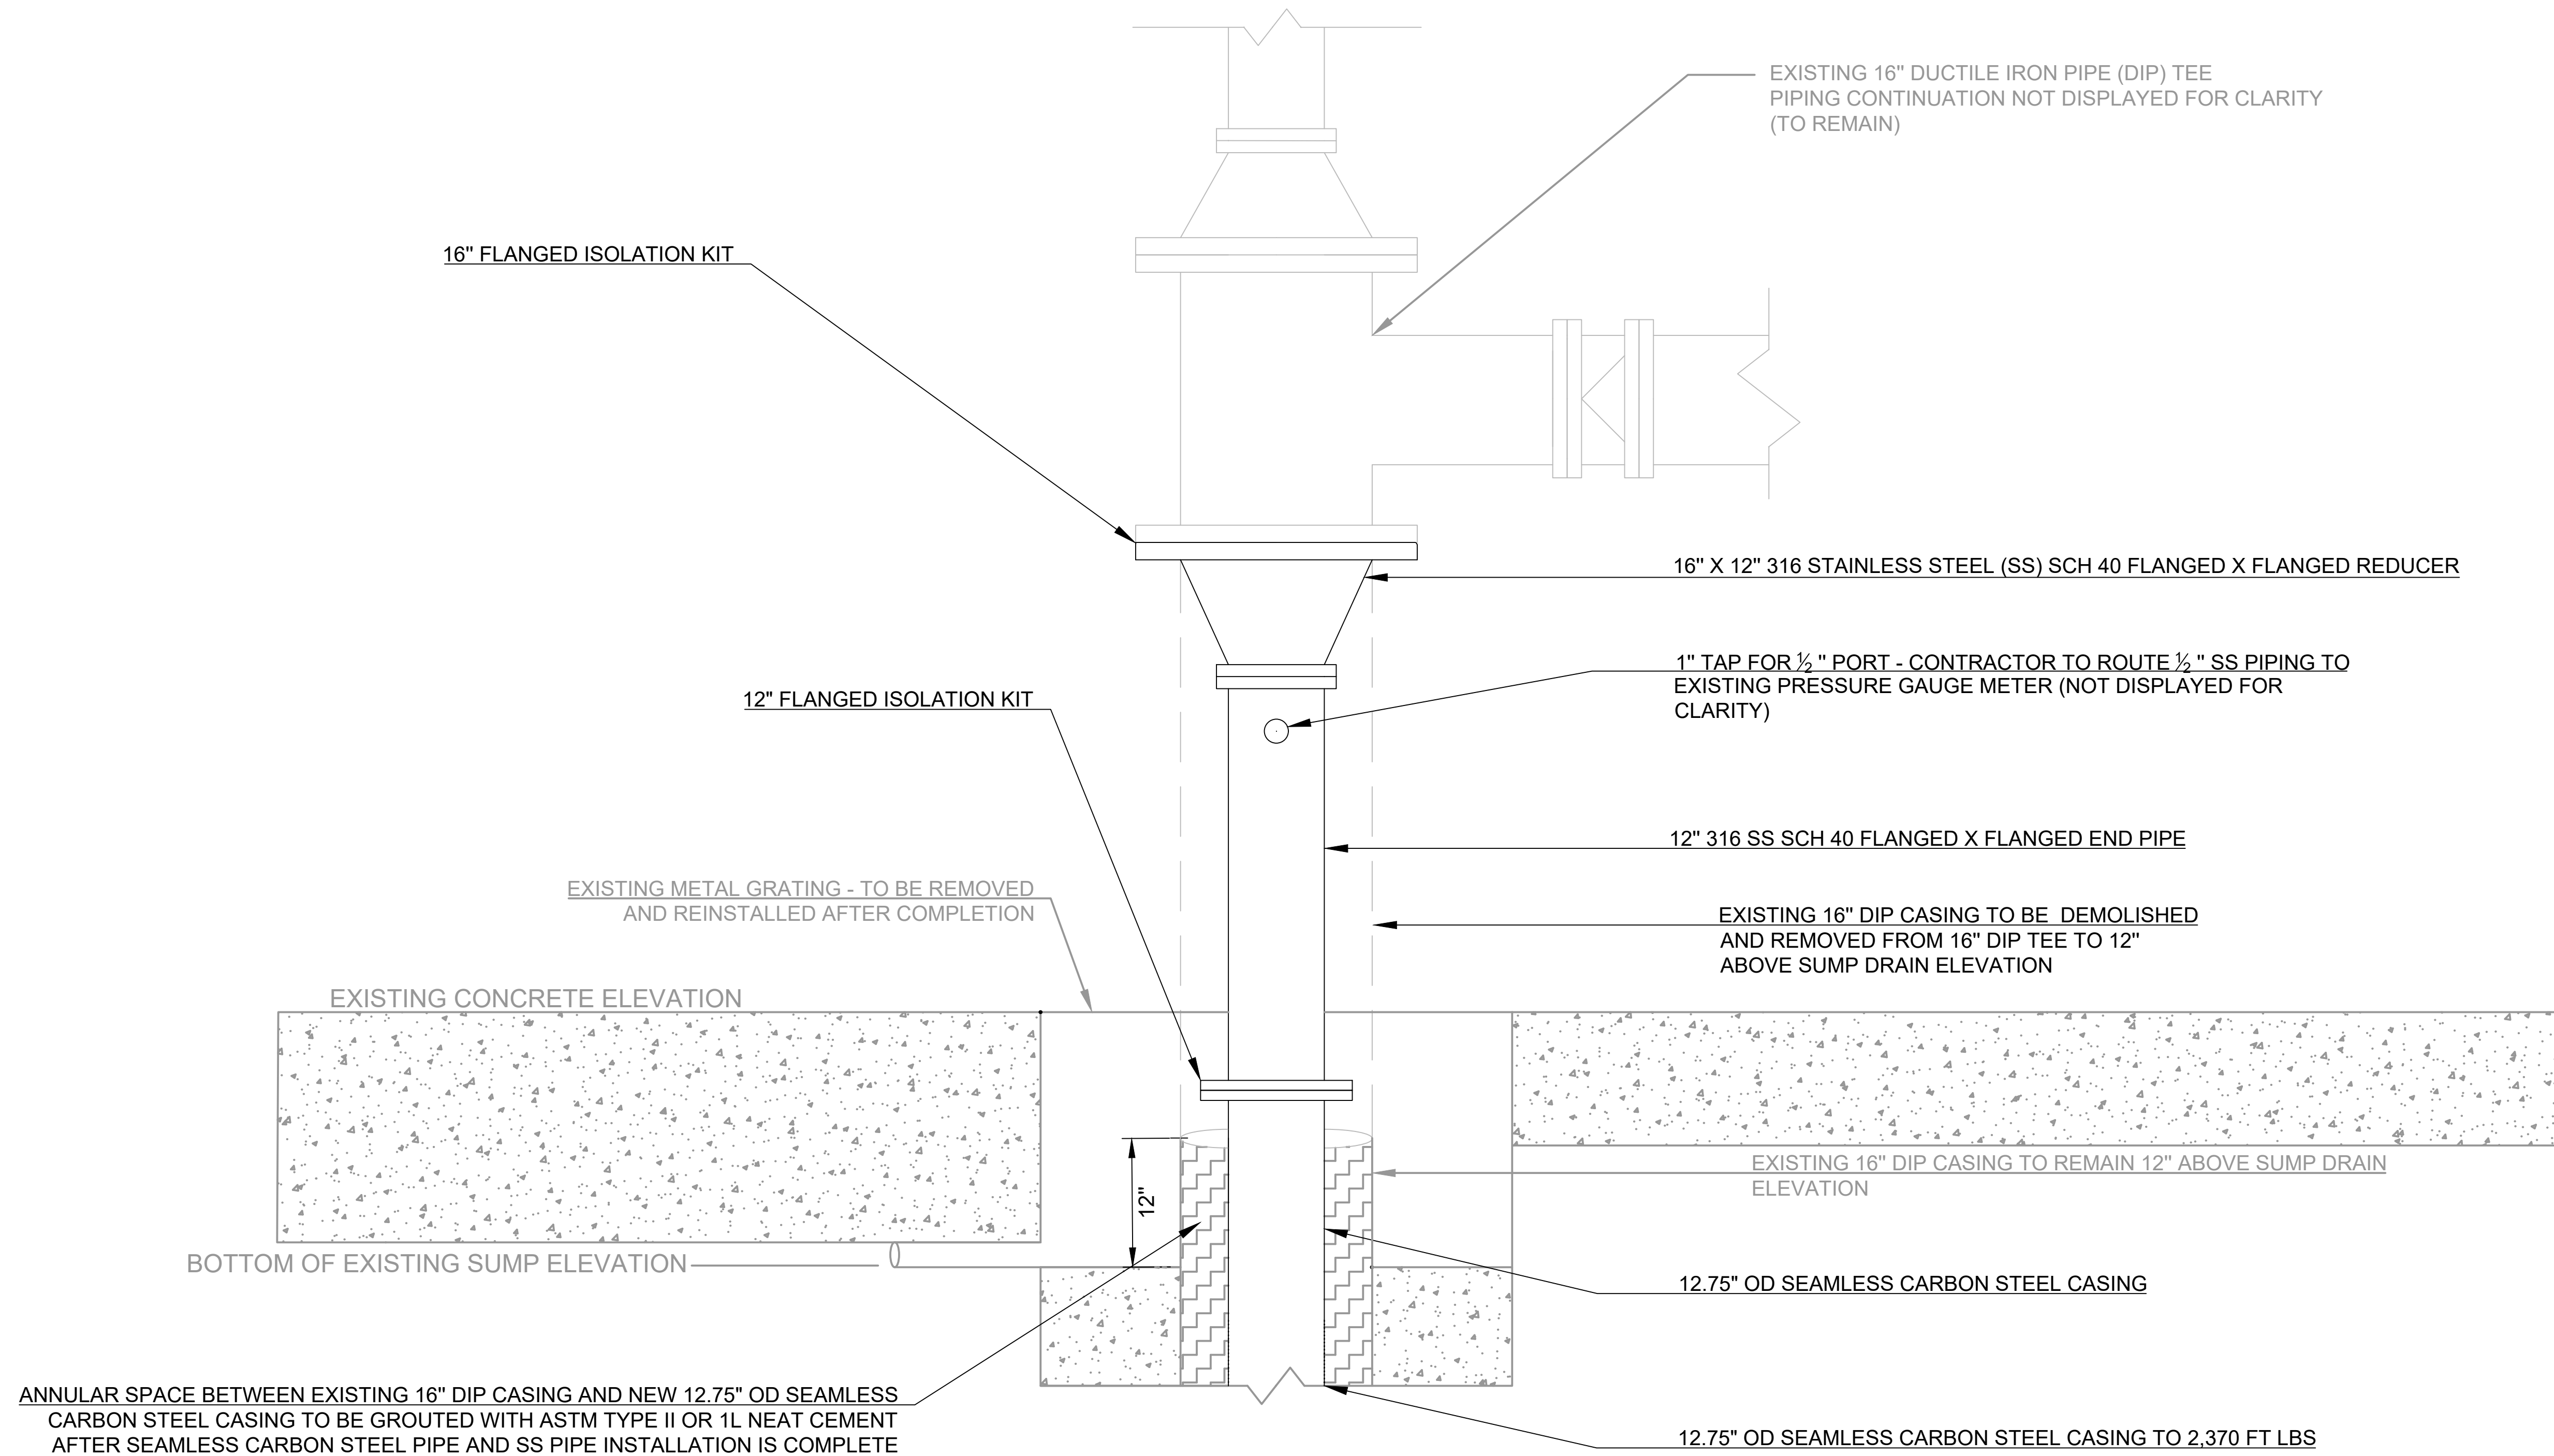 EXISTING 16" DUCTILE IRON PIPE (DIP) TEE
PIPING CONTINUATION NOT DISPLAYED FOR CLARITY
(TO REMAIN)
16" FLANGED ISOLATION KIT
16" X 12" 316 STAINLESS STEEL (SS) SCH 40 FLANGED X FLANGED REDUCER
1" TAP FOR ½ " PORT - CONTRACTOR TO ROUTE ½ " SS PIPING TO
EXISTING PRESSURE GAUGE METER (NOT DISPLAYED FOR
CLARITY)
12" FLANGED ISOLATION KIT
12" 316 SS SCH 40 FLANGED X FLANGED END PIPE
EXISTING METAL GRATING - TO BE REMOVED
AND REINSTALLED AFTER COMPLETION
EXISTING 16" DIP CASING TO BE DEMOLISHED
AND REMOVED FROM 16" DIP TEE TO 12"
ABOVE SUMP DRAIN ELEVATION
EXISTING CONCRETE ELEVATION
EXISTING 16" DIP CASING TO REMAIN 12" ABOVE SUMP DRAIN
ELEVATION
12"
BOTTOM OF EXISTING SUMP ELEVATION
12.75" OD SEAMLESS CARBON STEEL CASING
ANNULAR SPACE BETWEEN EXISTING 16" DIP CASING AND NEW 12.75" OD SEAMLESS
CARBON STEEL CASING TO BE GROUTED WITH ASTM TYPE II OR 1L NEAT CEMENT
AFTER SEAMLESS CARBON STEEL PIPE AND SS PIPE INSTALLATION IS COMPLETE
12.75" OD SEAMLESS CARBON STEEL CASING TO 2,370 FT LBS